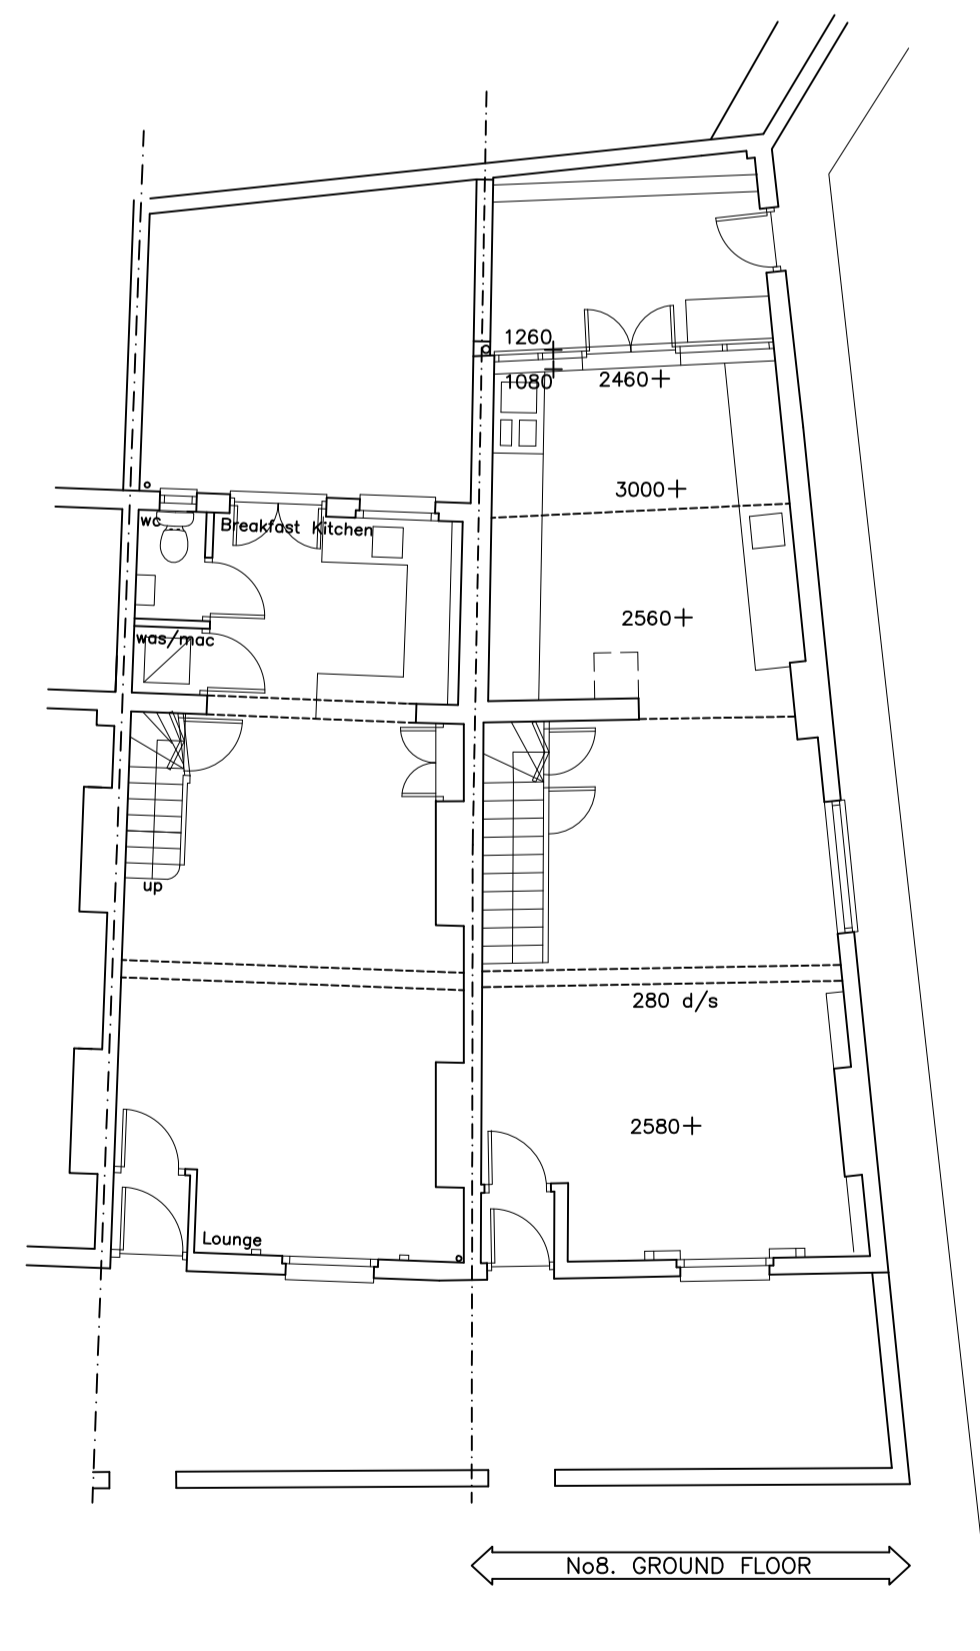 1260
1080
2460+
3000+
wc
Breakfast Kitchen
2560+
was/mac
up
280 d/s
2580+
Lounge
No8. GROUND FLOOR